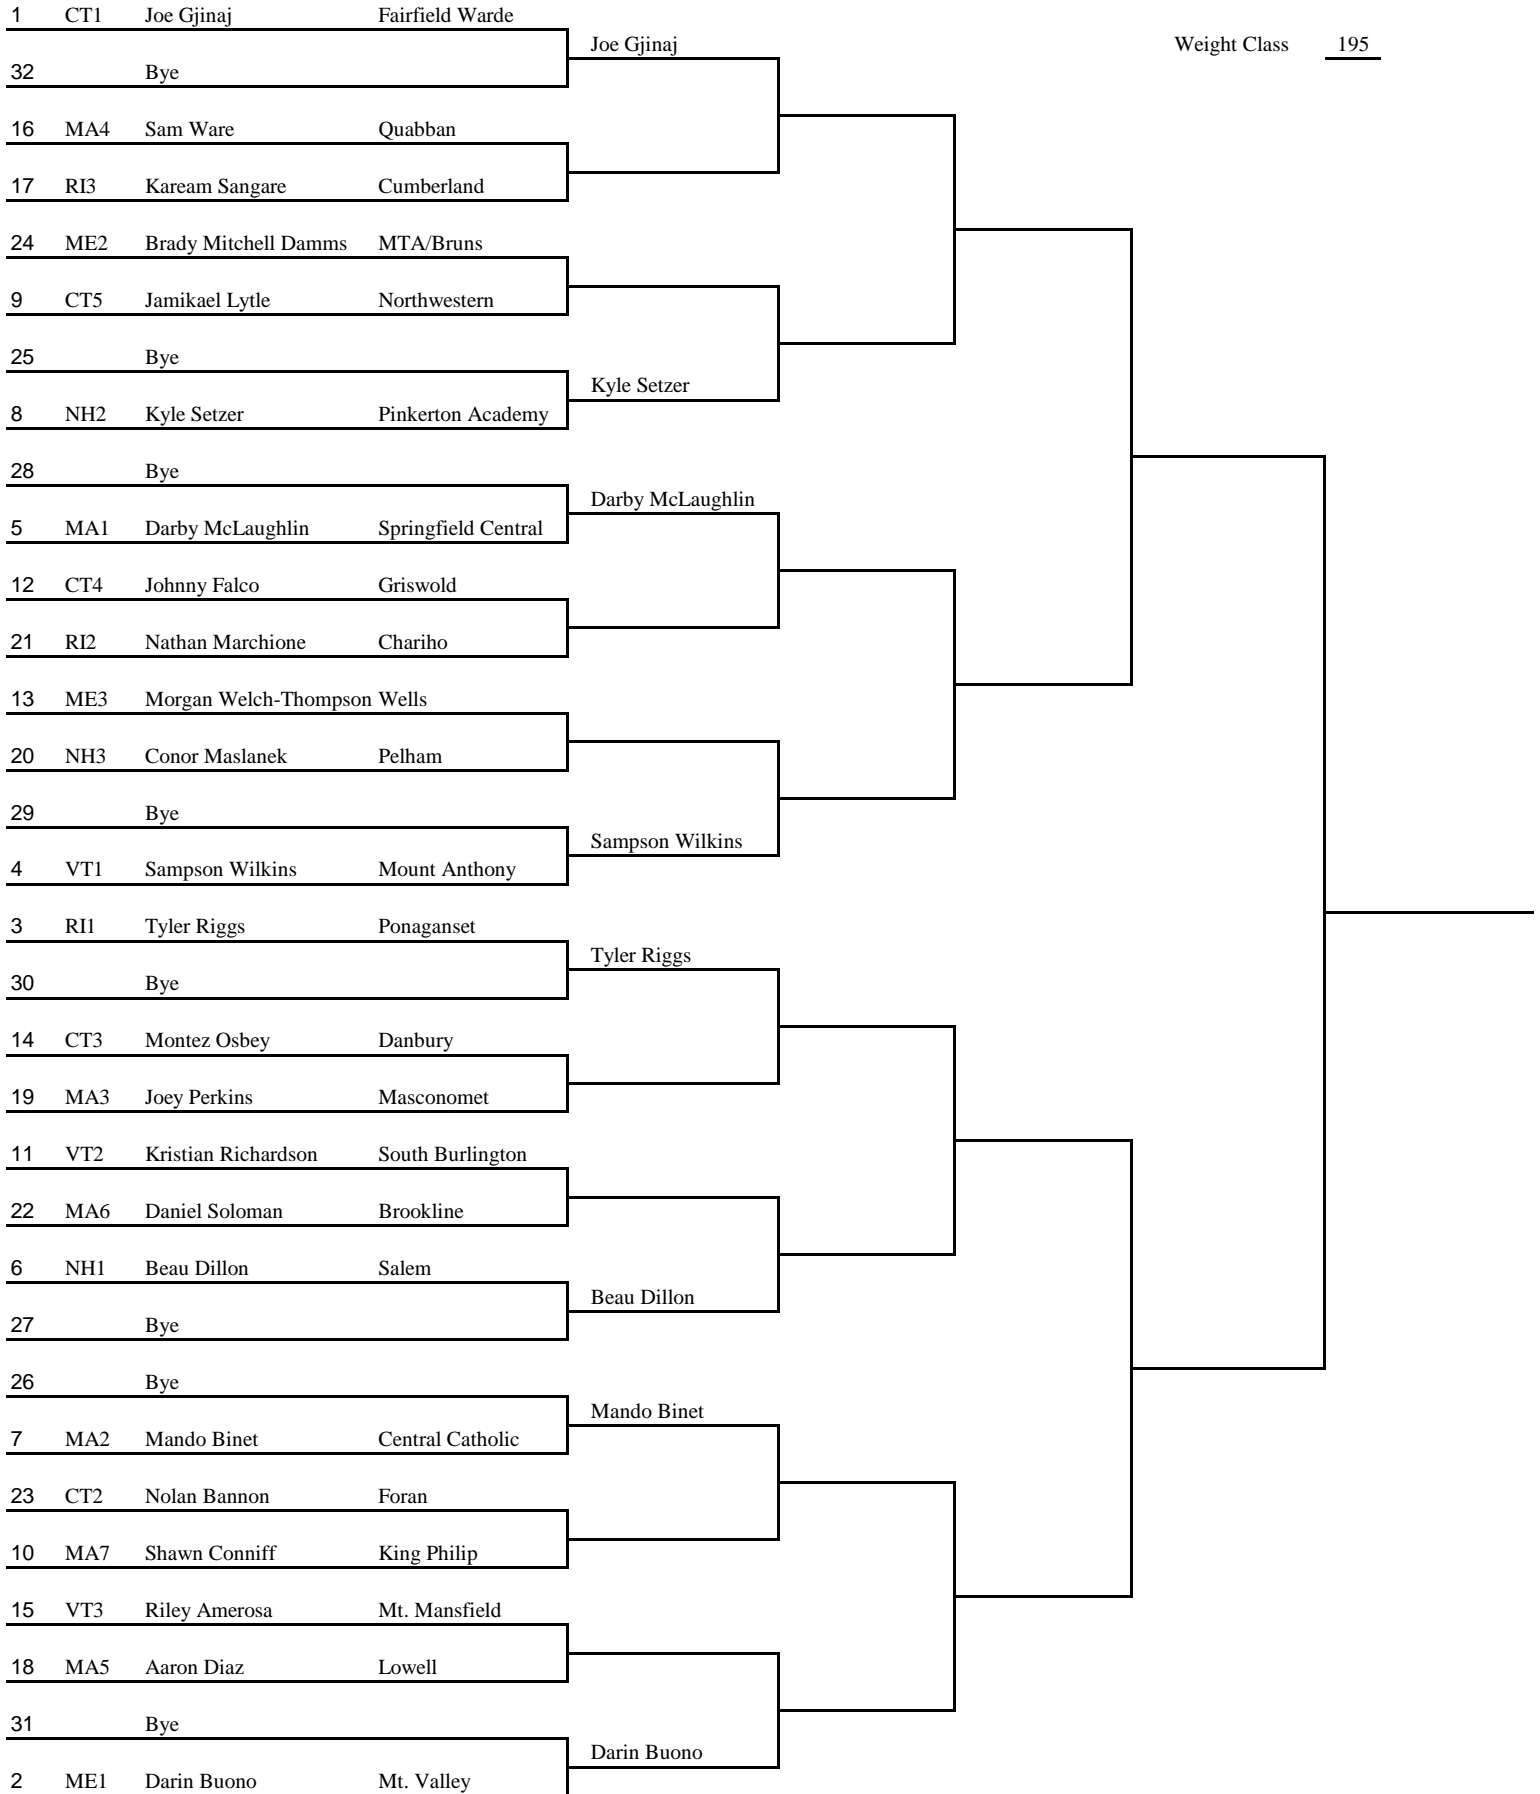 1 CT1 Joe Gjinaj Fairfield Warde
Joe Gjinaj Weight Class 195
32 Bye
16 MA4 Sam Ware Quabban
17 RI3 Kaream Sangare Cumberland
24 ME2 Brady Mitchell Damms MTA/Bruns
9 CT5 Jamikael Lytle Northwestern
25 Bye
Kyle Setzer
8 NH2 Kyle Setzer Pinkerton Academy
28 Bye
Darby McLaughlin
5 MA1 Darby McLaughlin Springfield Central
12 CT4 Johnny Falco Griswold
21 RI2 Nathan Marchione Chariho
13 ME3 Morgan Welch-Thompson Wells
20 NH3 Conor Maslanek Pelham
29 Bye
Sampson Wilkins
4 VT1 Sampson Wilkins Mount Anthony
3 RI1 Tyler Riggs Ponaganset
Tyler Riggs
30 Bye
14 CT3 Montez Osbey Danbury
19 MA3 Joey Perkins Masconomet
11 VT2 Kristian Richardson South Burlington
22 MA6 Daniel Soloman Brookline
6 NH1 Beau Dillon Salem
Beau Dillon
27 Bye
26 Bye
Mando Binet
7 MA2 Mando Binet Central Catholic
23 CT2 Nolan Bannon Foran
10 MA7 Shawn Conniff King Philip
15 VT3 Riley Amerosa Mt. Mansfield
18 MA5 Aaron Diaz Lowell
31 Bye
Darin Buono
2 ME1 Darin Buono Mt. Valley